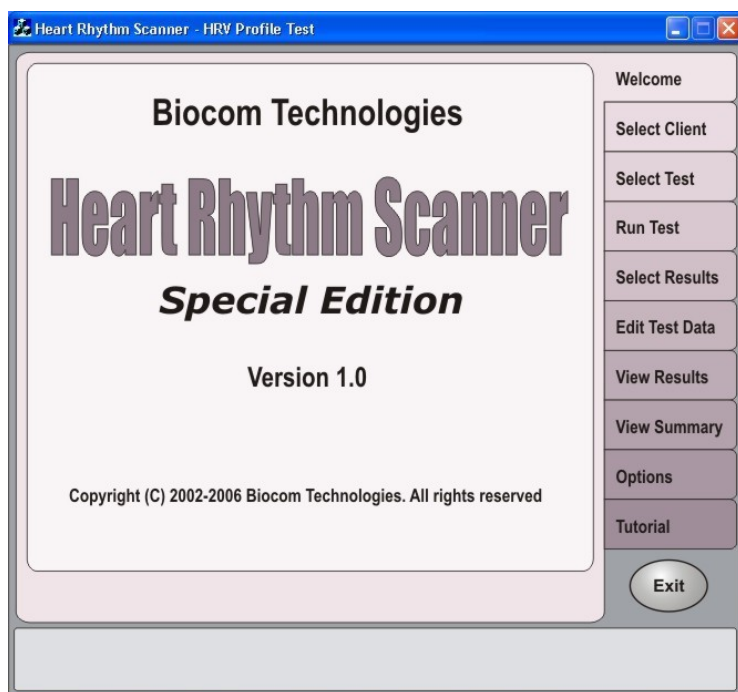 Heart Rhythm Scanner - HRV Profile Test
Biocom Technologies
Heart Rhythm Scanner
Special Edition
Version 1.0
Copyright (C) 2002-2006 Biocom Technologies. All rights reserved
Welcome
Select Client
Select Test
Run Test
Select Results
Edit Test Data
View Results
View Summary
Options
Tutorial
Exit